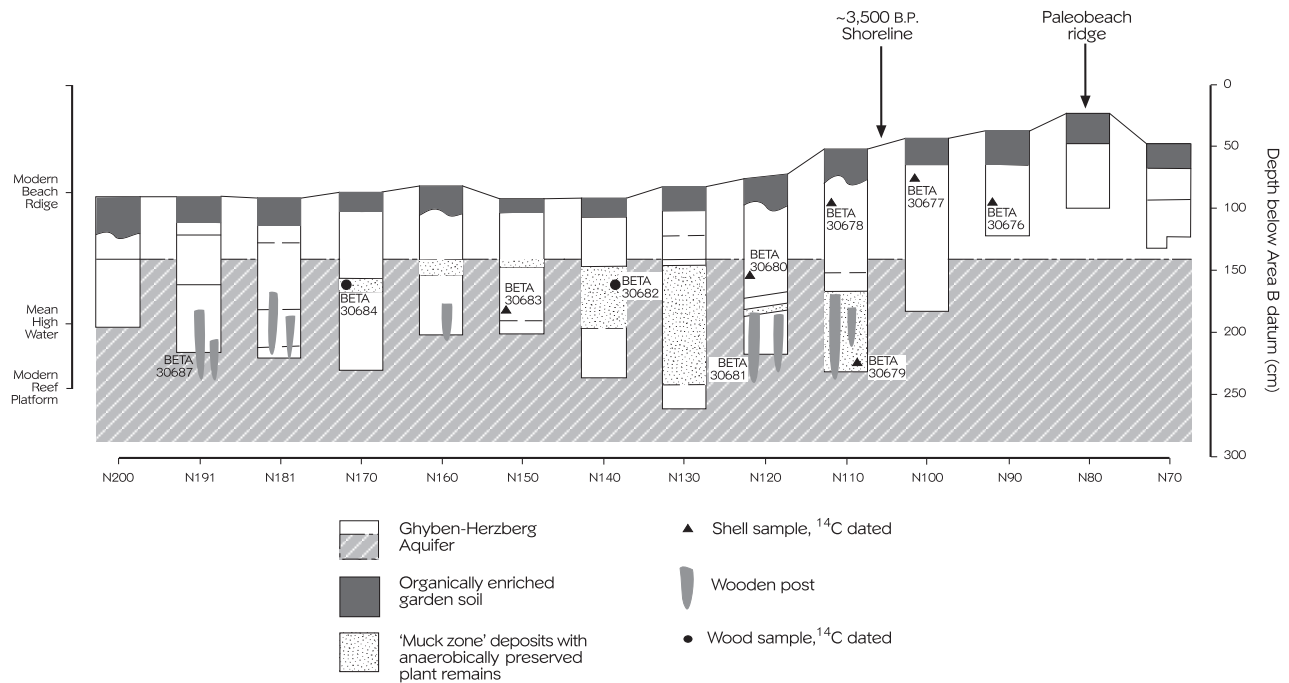 ~3,500 B.P.
Shoreline
Paleobeach
ridge
Modern
Beach
Rdige
Mean
High
Water
Modern
Reef
Platform
0
50
100
150
200
250
300
Depth below Area B datum (cm)
BETA
30687
BETA
30684
BETA
30683
BETA
30682
BETA
30681
BETA
30680
BETA
30678
BETA
30679
BETA
30677
BETA
30676
N200
N191
N181
N170
N160
N150
N140
N130
N120
N110
N100
N90
N80
N70
Ghyben-Herzberg
Aquifer
Organically enriched
garden soil
‘Muck zone’ deposits with
anaerobically preserved
plant remains
Shell sample, 14C dated
Wooden post
Wood sample,14C dated